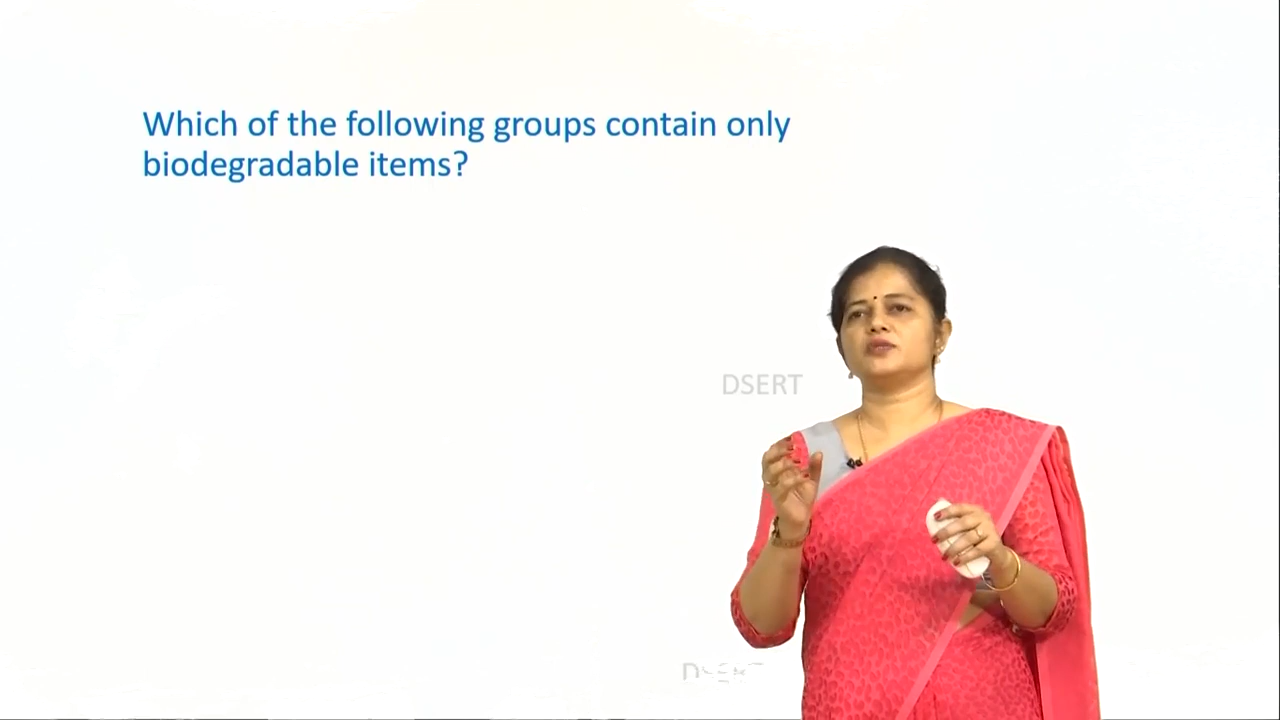 Which of the following groups contain only
biodegradable items?
DSERT